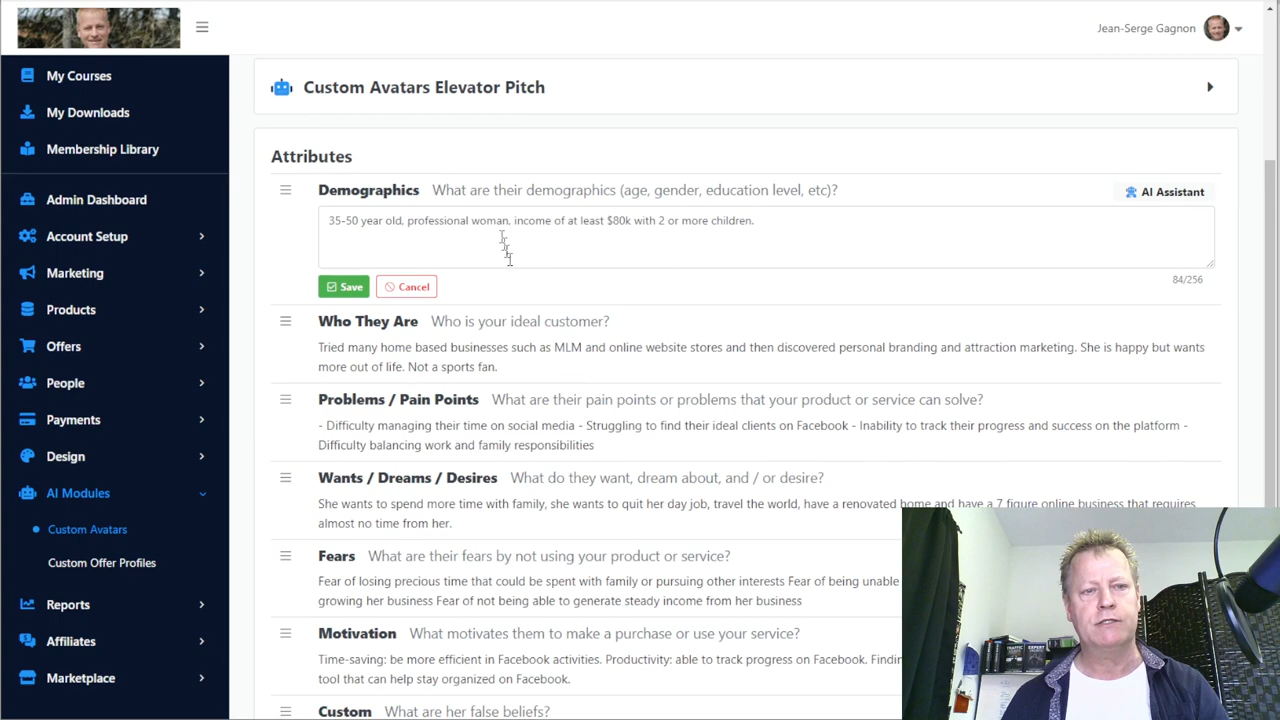 Jean-Serge Gagnon
My Courses
My Downloads
Membership Library
Admin Dashboard
Account Setup
Marketing
Products
Offers
People
Payments
Design
AI Modules
Custom Avatars
Custom Offer Profiles
Reports
Affiliates
Marketplace
Custom Avatars Elevator Pitch
Attributes
Demographics What are their demographics (age, gender, education level, etc)?
AI Assistant
35-50 year old, professional woman, income of at least $80k with 2 or more children.
Save Cancel
84/256
Who They Are Who is your ideal customer?
Tried many home based businesses such as MLM and online website stores and then discovered personal branding and attraction marketing. She is happy but wants
more out of life. Not a sports fan.
Problems / Pain Points What are their pain points or problems that your product or service can solve?
- Difficulty managing their time on social media - Struggling to find their ideal clients on Facebook - Inability to track their progress and success on the platform -
Difficulty balancing work and family responsibilities
Wants / Dreams / Desires What do they want, dream about, and / or desire?
She wants to spend more time with family, she wants to quit her day job, travel the world, have a renovated home and have a 7 figure online business that requires
almost no time from her.
Fears What are their fears by not using your product or service?
Fear of losing precious time that could be spent with family or pursuing other interests Fear of being unable
growing her business Fear of not being able to generate steady income from her business
Motivation What motivates them to make a purchase or use your service?
Time-saving: be more efficient in Facebook activities. Productivity: able to track progress on Facebook.
tool that can help stay organized on Facebook.
Custom What are her false beliefs?
TRAFFIC
EXPERT